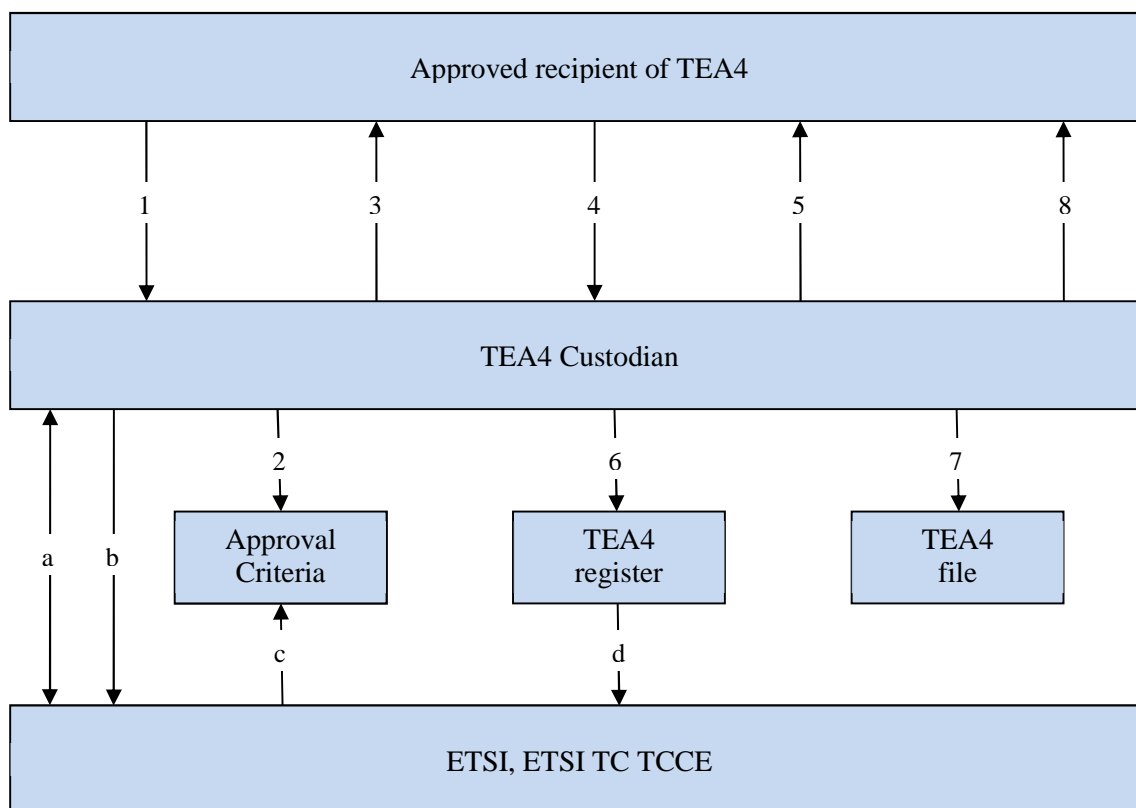 Approved recipient of TEA4
1
3
4
5
8
TEA4 Custodian
2
6
7
a
b
Approval
Criteria
TEA4
register
TEA4
file
c
d
ETSI, ETSI TC TCCE